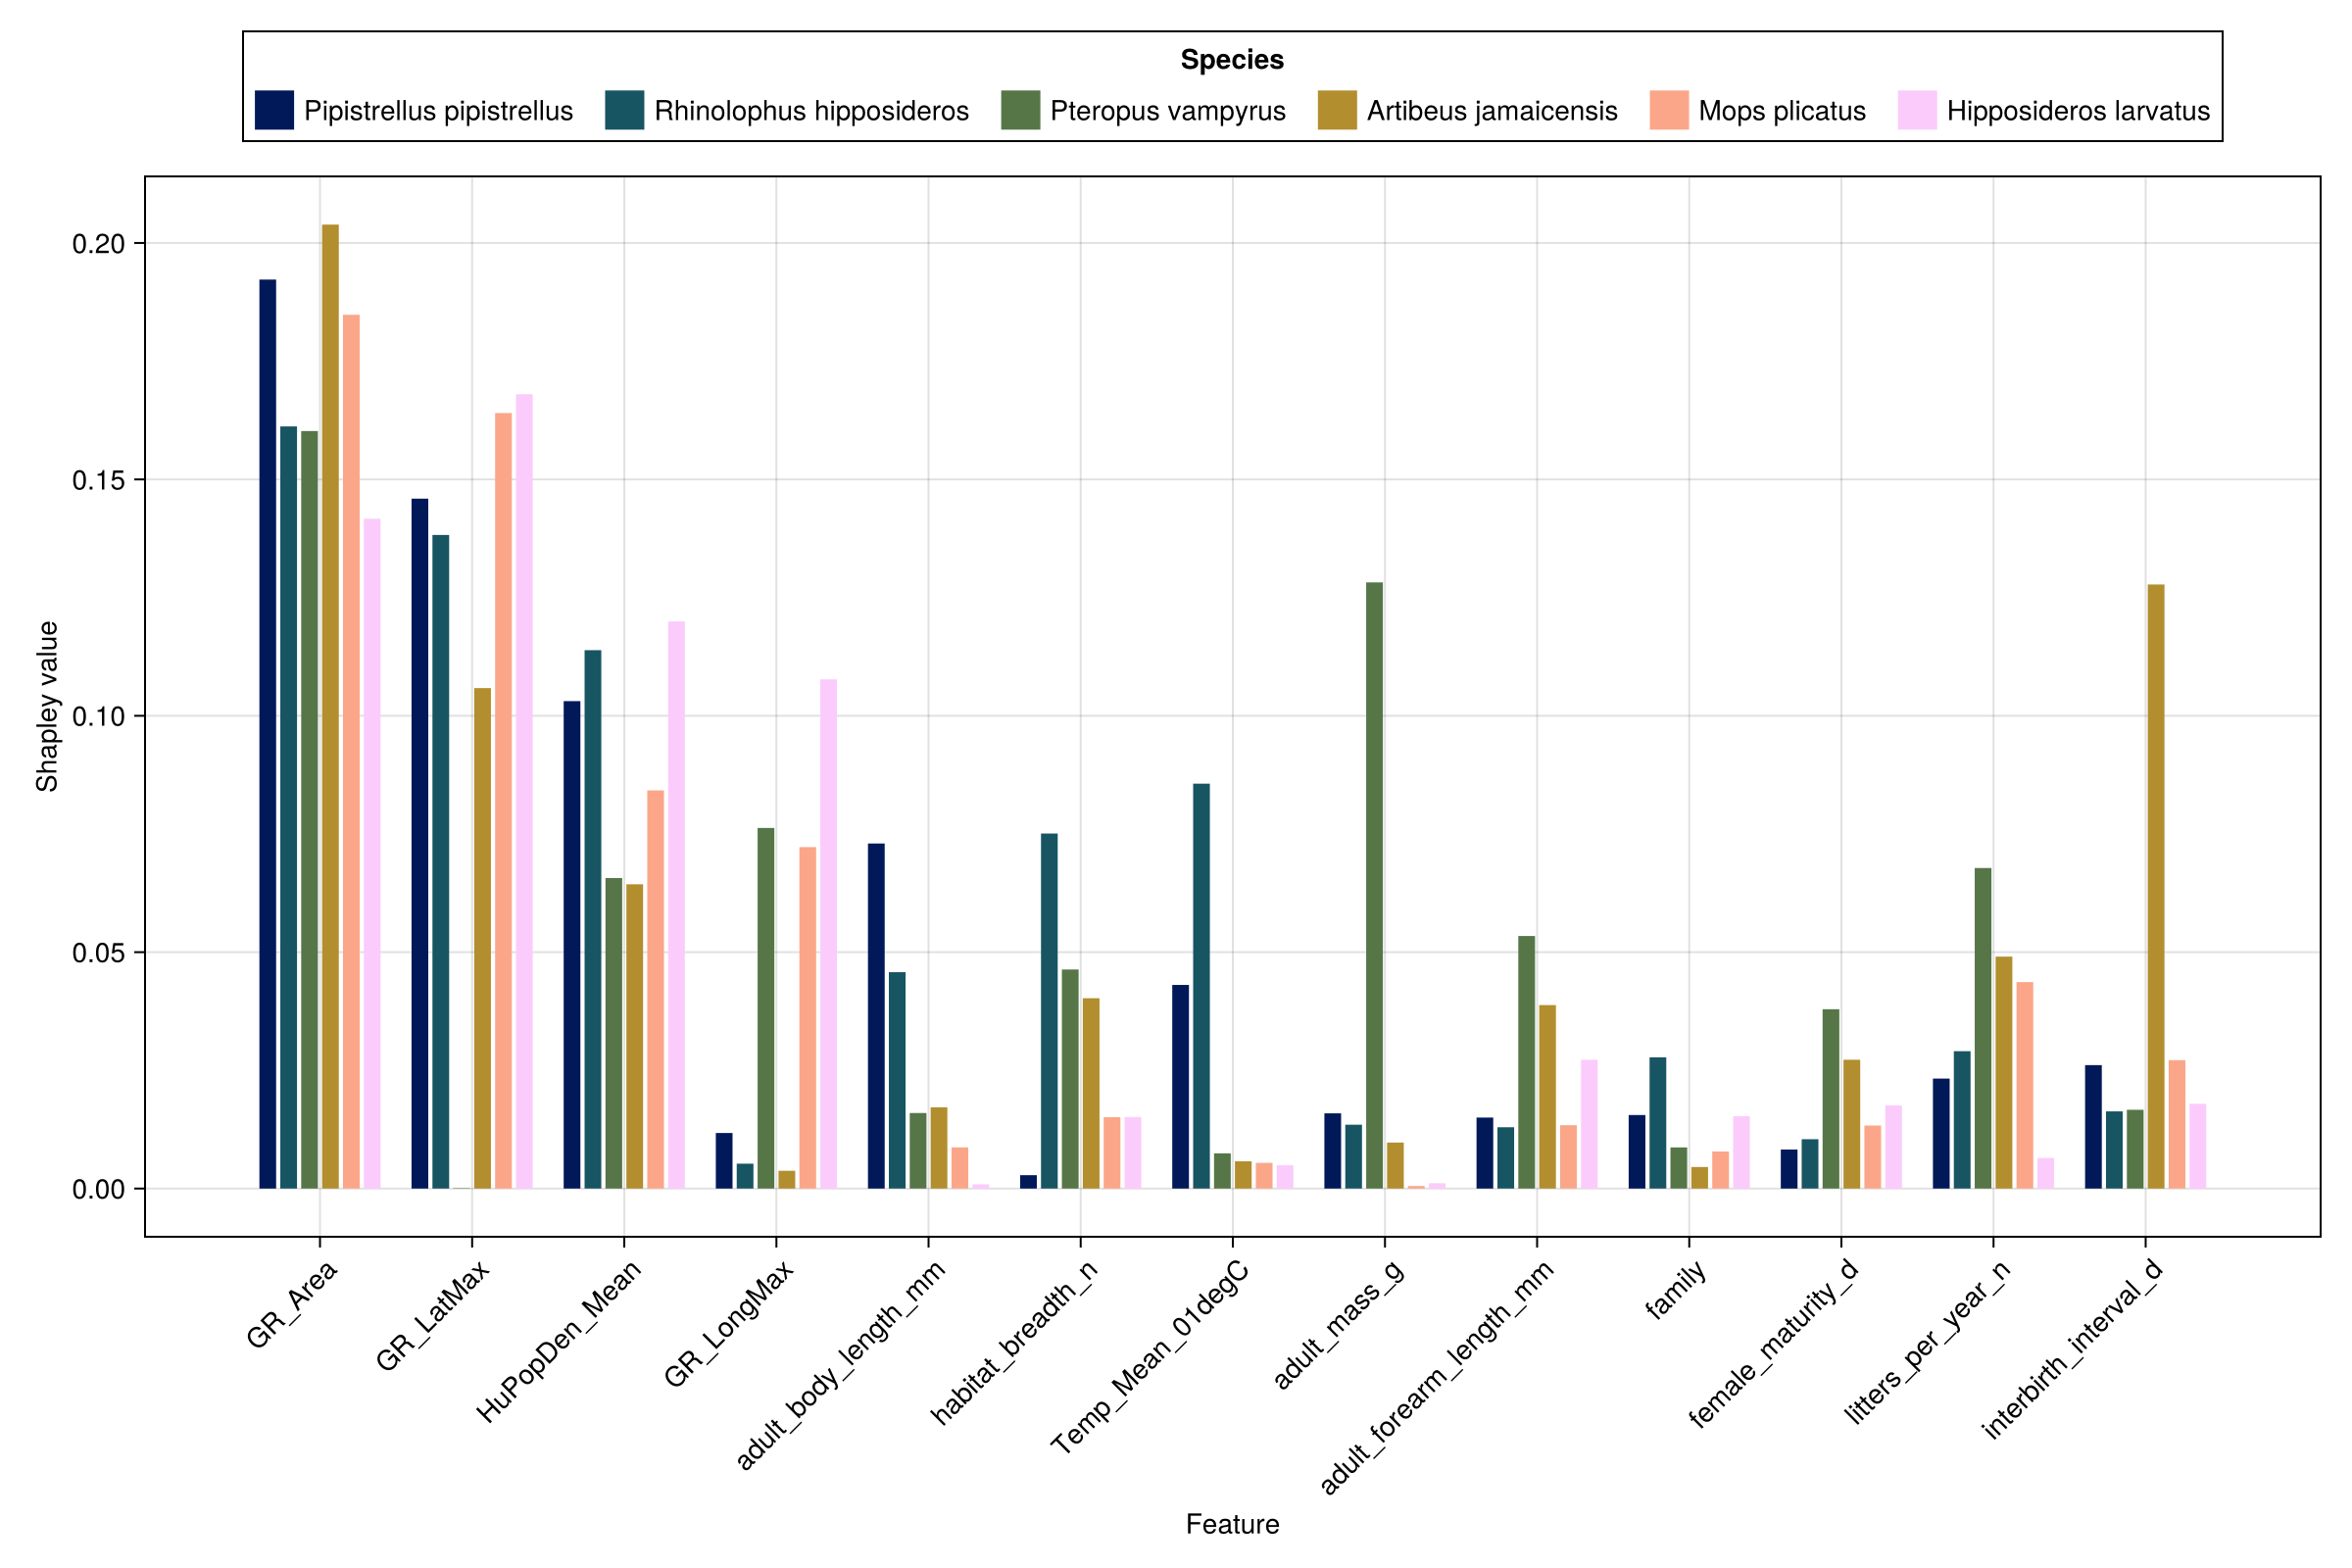 Species
Pipistrellus pipistrellus Rhinolophus hipposideros Pteropus vampyrus Artibeus jamaicensis Mops plicatus Hipposideros larvatus
0.20
0.15
0.10
0.05
0.00
Shapley value
GR_Area
GR_LatMax
HuPopDen_Mean
GR_LongMax
adult_body_length_mm
habitat_breadth_n
Temp_Mean_01degC
adult_mass_g
adult_forearm_length_mm
family
female_maturity_d
litters_per_year_n
interbirth_interval_d
Feature